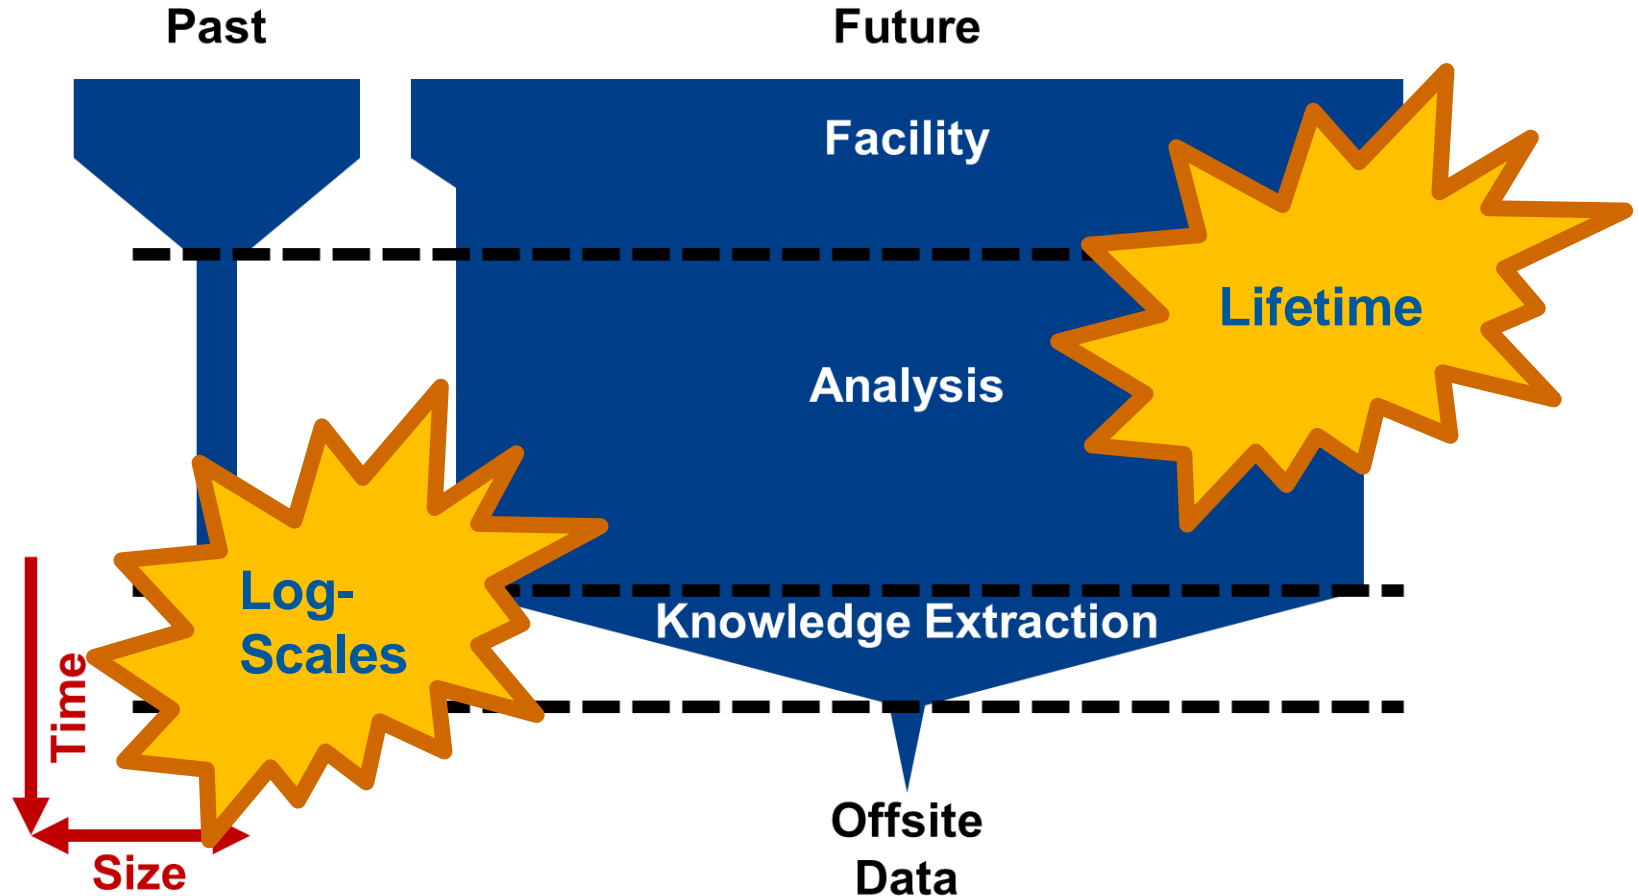 Past
Future
Facility
Lifetime
Analysis
Log-
Scales
Knowledge Extraction
Time
Offsite
Data
Size